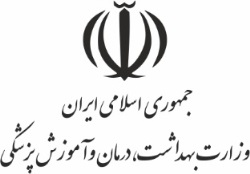 جمهوری اسلامی ایران
وزارت بهداشت، درمان و آموزش پزشکی